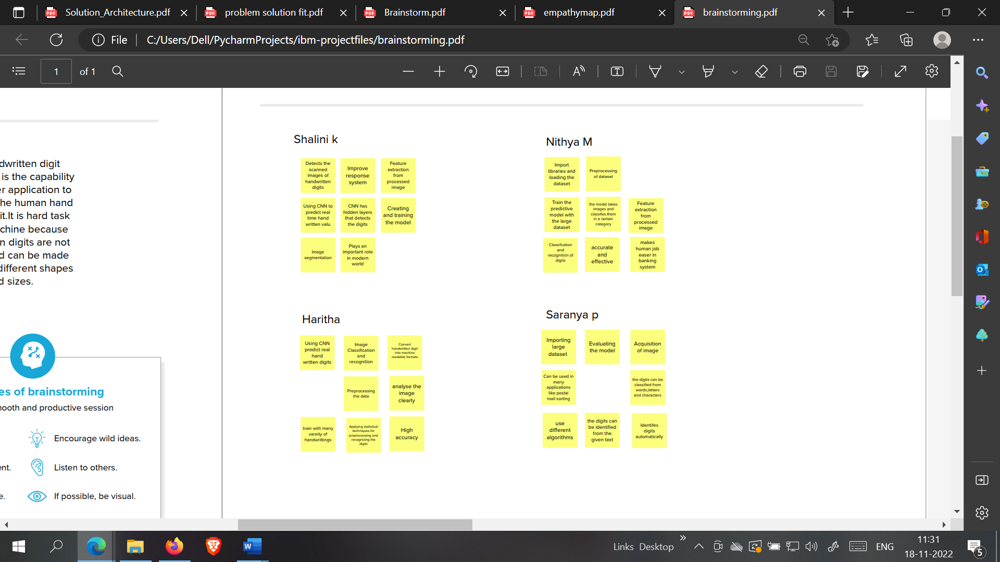 Solution_Architecture.pdf
problem solution fit.pdf
Brainstorm.pdf
empathymap.pdf
brainstorming.pdf
File
C:/Users/Dell/PycharmProjects/ibm-projectfiles/brainstorming.pdf
1
of 1
dwritten digit
is the capability
er application to
he human hand
it.It is hard task
chine because
n digits are not
d can be made
different shapes
d sizes.
es of brainstorming
nooth and productive session
Encourage wild ideas.
ent.
Listen to others.
e.
If possible, be visual.
Shalini k
Detects the
scanned
images of
handwritten
digits
Improve
response
system
Feature
extraction
from
processed
image
Using CNN to
predict real
time hand
written valu
CNN has
hidden layers
that detects
the digits
Creating
and training
the model
Image
segmentation
Plays an
important role
in modern
world
Nithya M
Import
libraries and
loading the
dataset
Preprocessing
of dataset
Train the
predictive
model with
the large
dataset
the model takes
images and
classifes them
in a certain
category
Feature
extraction
from
processed
image
Classifcation
and
recognition of
digits
accurate
and
effective
makes
human job
easer in
banking
system
Haritha
Using CNN
predict real
hand
written digits
Image
Classification
and
recognition
Convert
handwritten digit
into machine
readable formats
Preprocessing
the data
analyse the
image
clearly
train with many
vareity of
handwrittings
Applying statistical
techniques for
preprocessing and
recognizing the
digits
High
accuracy
Saranya p
Importing
large
dataset
Evaluating
the model
Acquisition
of image
Can be used in
many
applications
like postal
mail sorting
the digits can be
classified from
words,letters
and characters
use
different
algorithms
the digits can
be identified
from the
given text
Identifes
digits
automatically
Links Desktop
ENG
11:31
18-11-2022
5